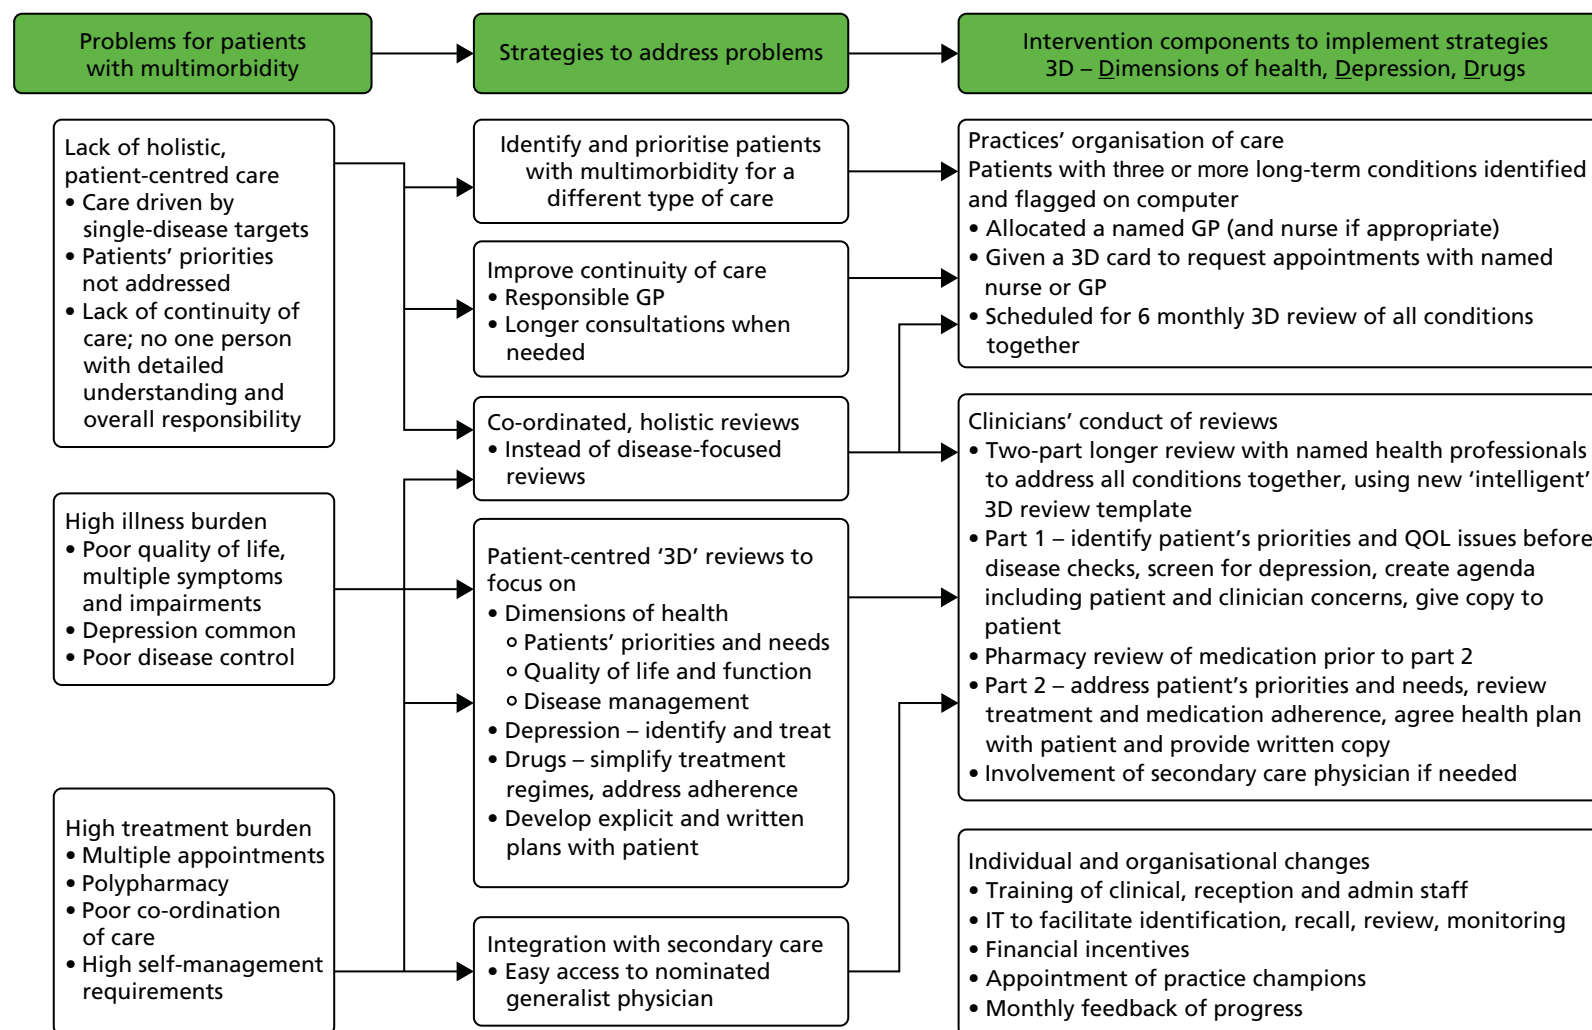 Problems for patients
with multimorbidity
Strategies to address problems
Intervention components to implement strategies
3D – Dimensions of health, Depression, Drugs
Lack of holistic,
patient-centred care
• Care driven by
single-disease targets
• Patients’ priorities
not addressed
• Lack of continuity of
care; no one person
with detailed
understanding and
overall responsibility
High illness burden
• Poor quality of life,
multiple symptoms
and impairments
• Depression common
• Poor disease control
High treatment burden
• Multiple appointments
• Polypharmacy
• Poor co-ordination
of care
• High self-management
requirements
Identify and prioritise patients
with multimorbidity for a
different type of care
Improve continuity of care
• Responsible GP
• Longer consultations when
needed
Co-ordinated, holistic reviews
• Instead of disease-focused
reviews
Patient-centred ‘3D’ reviews to
focus on
• Dimensions of health
Patients’ priorities and needs
Quality of life and function
Disease management
• Depression – identify and treat
• Drugs – simplify treatment
regimes, address adherence
• Develop explicit and written
plans with patient
Integration with secondary care
• Easy access to nominated
generalist physician
Practices’ organisation of care
Patients with three or more long-term conditions identified
and flagged on computer
• Allocated a named GP (and nurse if appropriate)
• Given a 3D card to request appointments with named
nurse or GP
• Scheduled for 6 monthly 3D review of all conditions
together
Clinicians’ conduct of reviews
• Two-part longer review with named health professionals
to address all conditions together, using new ‘intelligent’
3D review template
• Part 1 – identify patient’s priorities and QOL issues before
disease checks, screen for depression, create agenda
including patient and clinician concerns, give copy to
patient
• Pharmacy review of medication prior to part 2
• Part 2 – address patient’s priorities and needs, review
treatment and medication adherence, agree health plan
with patient and provide written copy
• Involvement of secondary care physician if needed
Individual and organisational changes
• Training of clinical, reception and admin staff
• IT to facilitate identification, recall, review, monitoring
• Financial incentives
• Appointment of practice champions
• Monthly feedback of progress